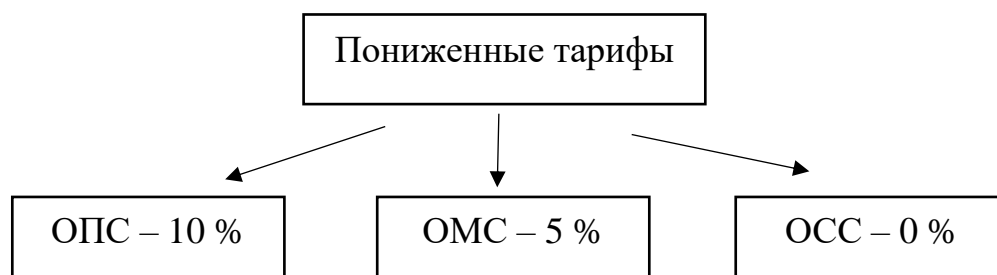 Пониженные тарифы
ОПС – 10 %
ОМС – 5 %
ОСС – 0 %